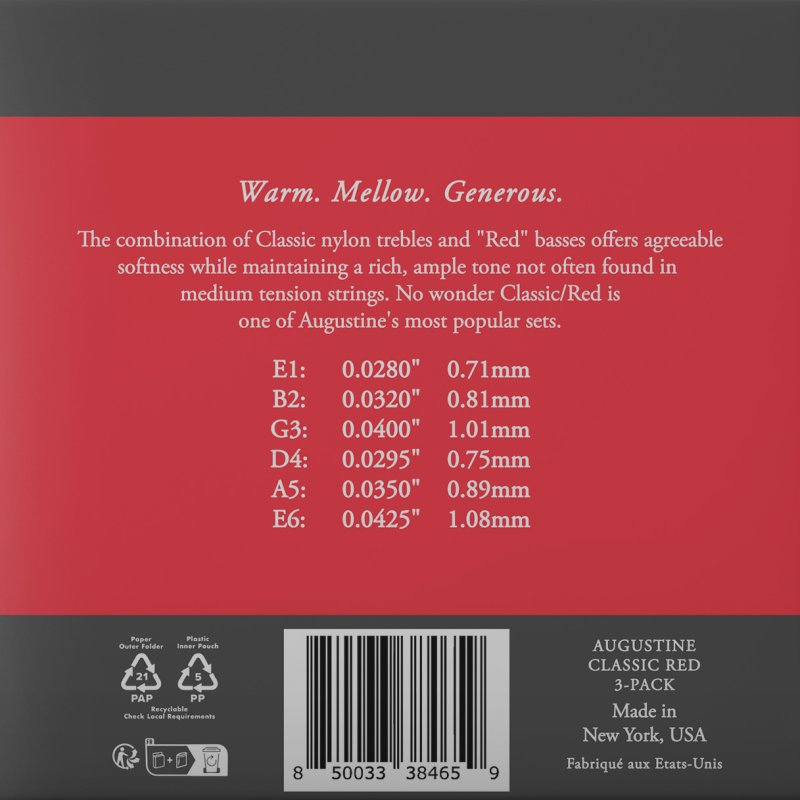 Warm. Mellow. Generous.
The combination of Classic nylon trebles and "Red" basses offers agreeable
softness while maintaining a rich, ample tone not often found in
medium tension strings. No wonder Classic/Red is
one of Augustine's most popular sets.
E1: 0.0280" 0.71mm
B2: 0.0320" 0.81mm
G3: 0.0400" 1.01mm
D4: 0.0295" 0.75mm
A5: 0.0350" 0.89mm
E6: 0.0425" 1.08mm
Paper
Outer Folder
21
PAP
Plastic
Inner Pouch
5
PP
Recyclable
Check Local Requirements
FR
+
8 50033 38465 9
AUGUSTINE
CLASSIC RED
3-PACK
Made in
New York, USA
Fabriqué aux Etats-Unis